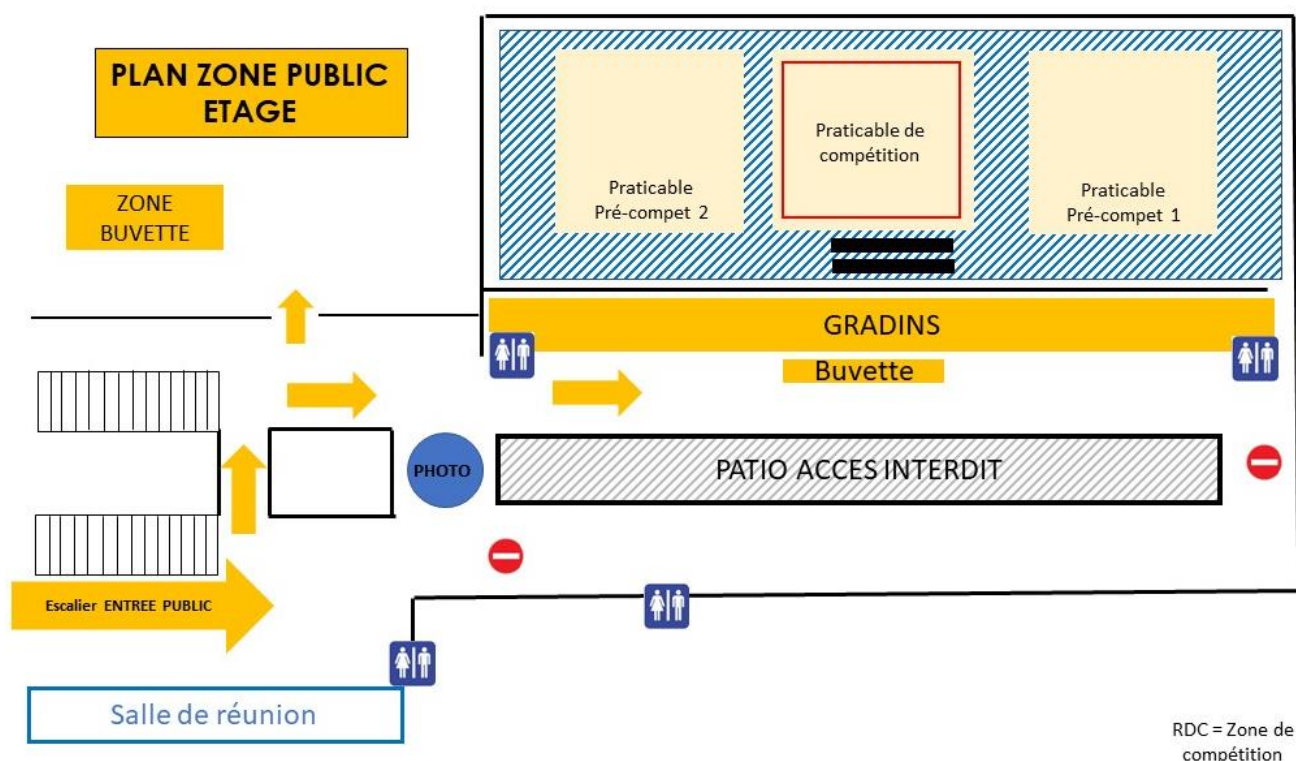 PLAN ZONE PUBLIC
ETAGE
ZONE
BUVETTE
Praticable
Pré-compet 2
Praticable de
compétition
Praticable
Pré-compet 1
GRADINS
Buvette
PHOTO
PATIO ACCES INTERDIT
Escalier ENTREE PUBLIC
Salle de réunion
RDC = Zone de
compétition